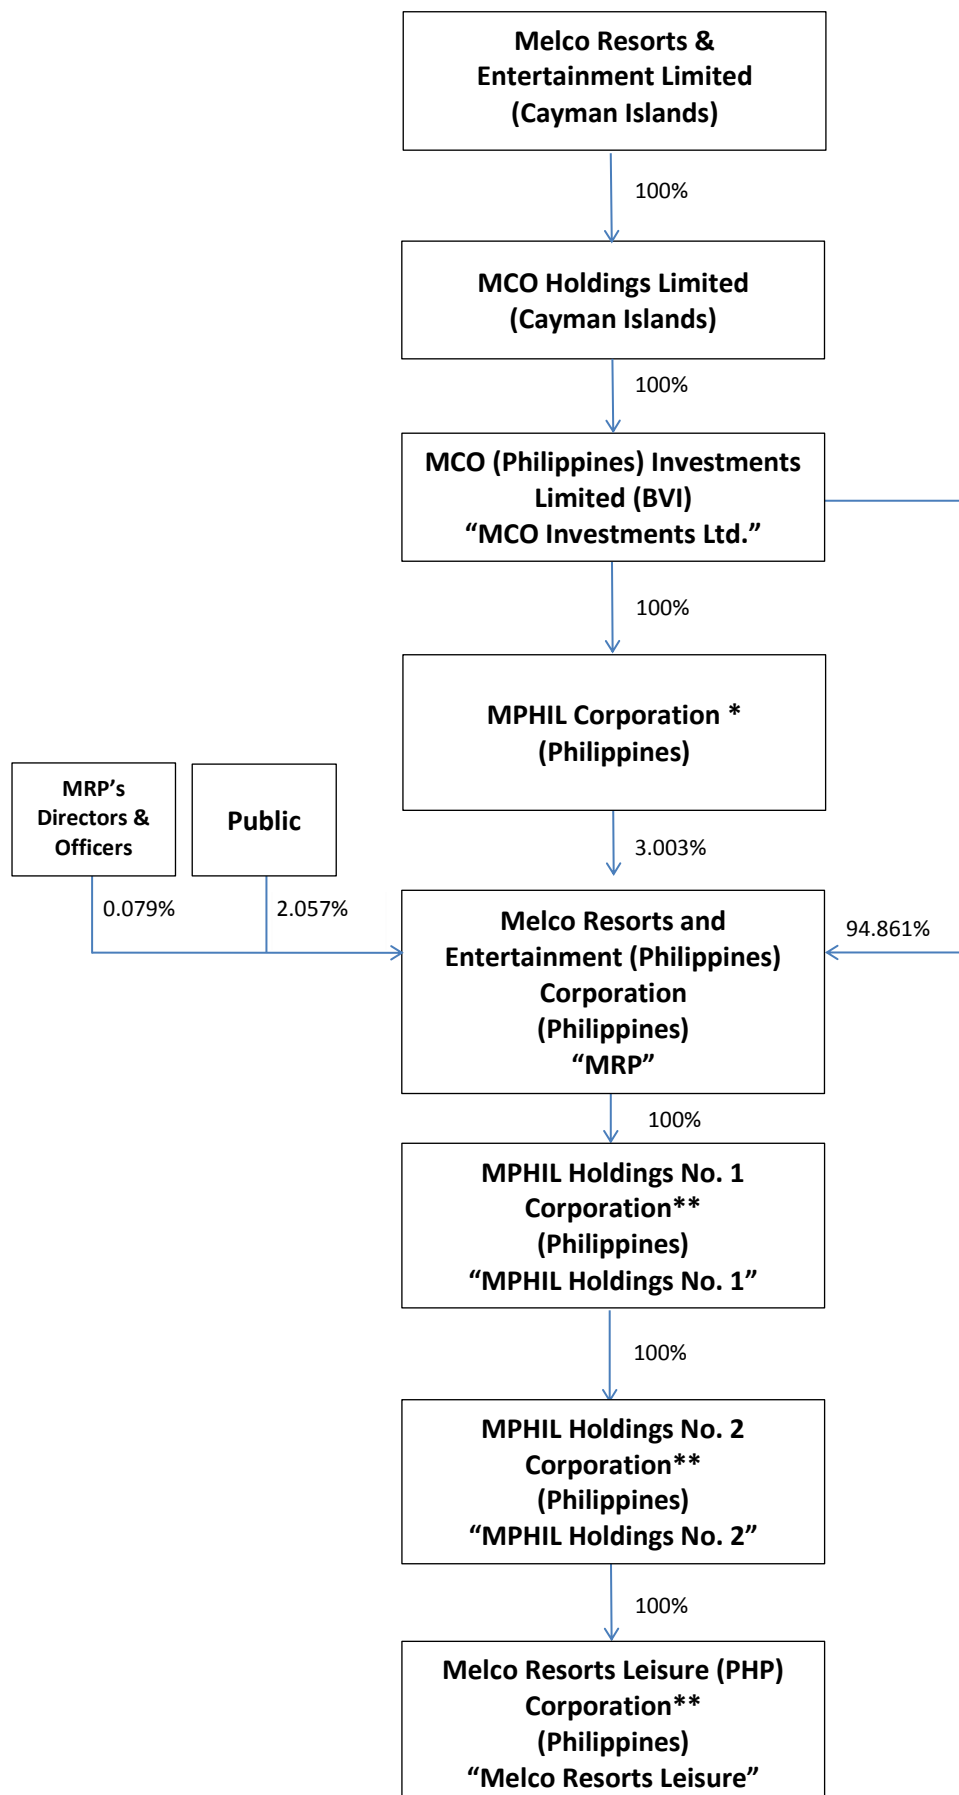 Melco Resorts &
Entertainment Limited
(Cayman Islands)
100%
MCO Holdings Limited
(Cayman Islands)
100%
MCO (Philippines) Investments
Limited (BVI)
“MCO Investments Ltd.”
100%
MPHIL Corporation *
(Philippines)
MRP’s
Directors &
Officers
Public
3.003%
0.079%
2.057%
Melco Resorts and
Entertainment (Philippines)
Corporation
(Philippines)
“MRP”
94.861%
100%
MPHIL Holdings No. 1
Corporation**
(Philippines)
“MPHIL Holdings No. 1”
100%
MPHIL Holdings No. 2
Corporation**
(Philippines)
“MPHIL Holdings No. 2”
100%
Melco Resorts Leisure (PHP)
Corporation**
(Philippines)
“Melco Resorts Leisure”